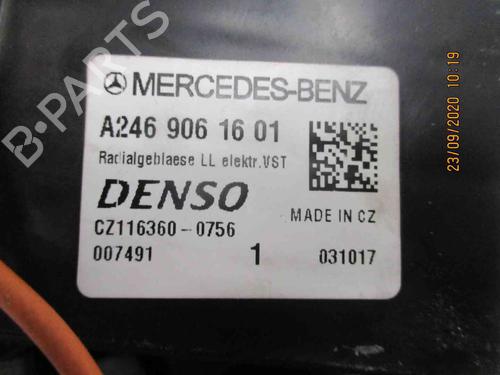 B-PARTS
MERCEDES-BENZ
A246 906 16 01
Radialgeblaese LL elektr.VST
DENSO
CZ116360-0756
MADE IN CZ
007491 1 031017
23/09/2020 10:19